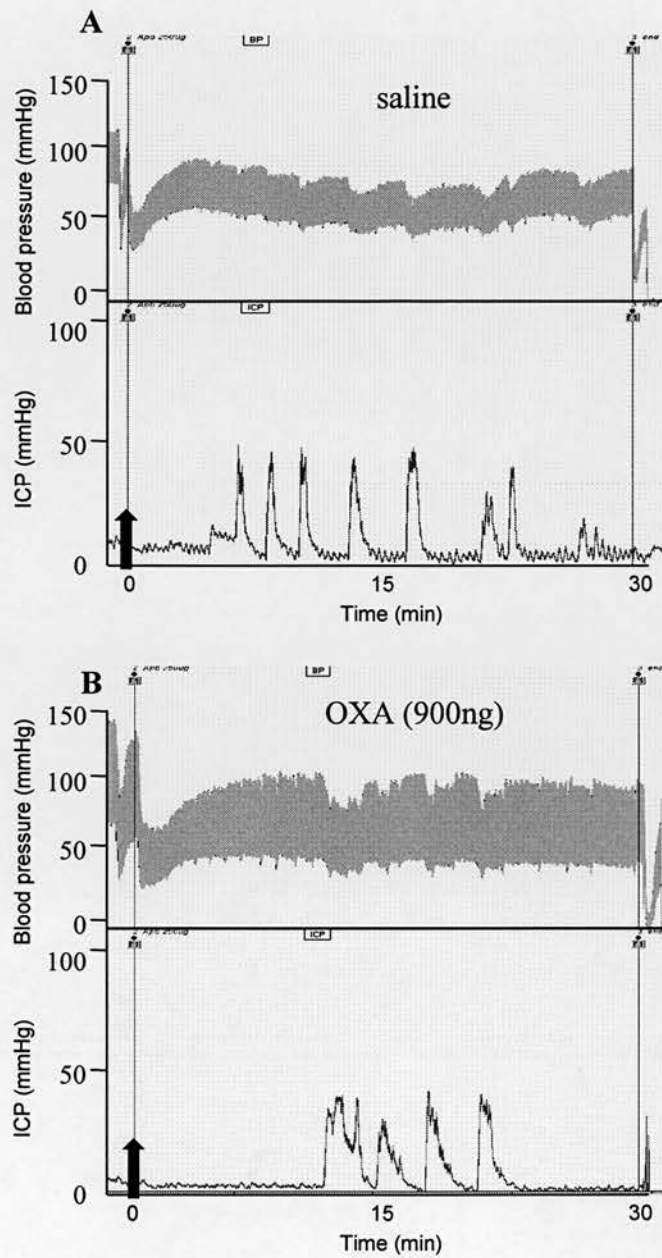 A
BP
saline
150
100
50
0
Blood pressure (mmHg)
ICP
100
50
0
ICP (mmHg)
0 15 30
Time (min)
B
BP
OXA (900ng)
150
100
50
0
Blood pressure (mmHg)
ICP
100
50
0
ICP (mmHg)
0 15 30
Time (min)